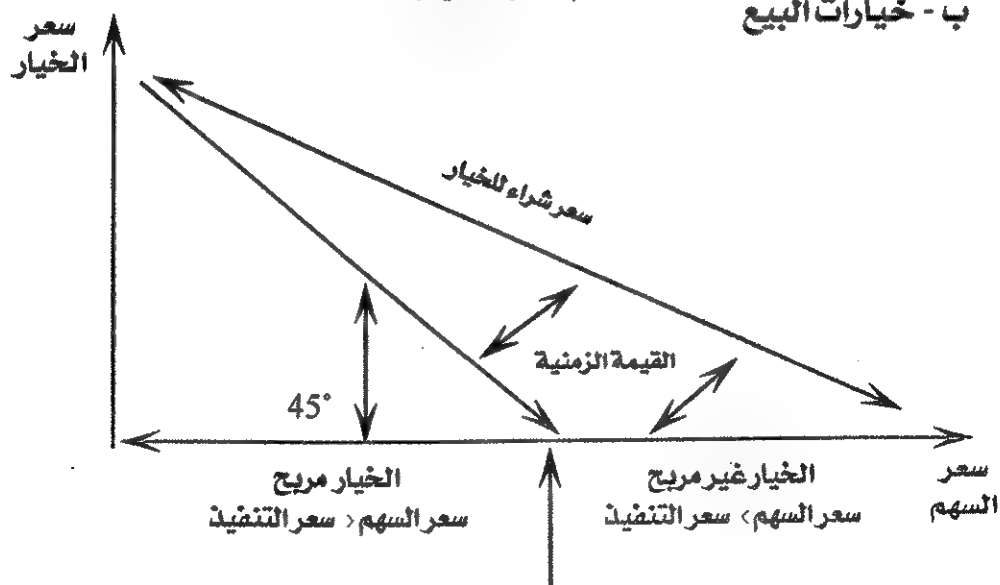 ب - خيارات البيع
سعر
الخيار
سعر شراء للخيار
القيمة الزمنية
45°
الخيار مربح
سعر السهم < سعر التنفيذ
الخيار غير مربح
سعر السهم > سعر التنفيذ
سعر
السهم